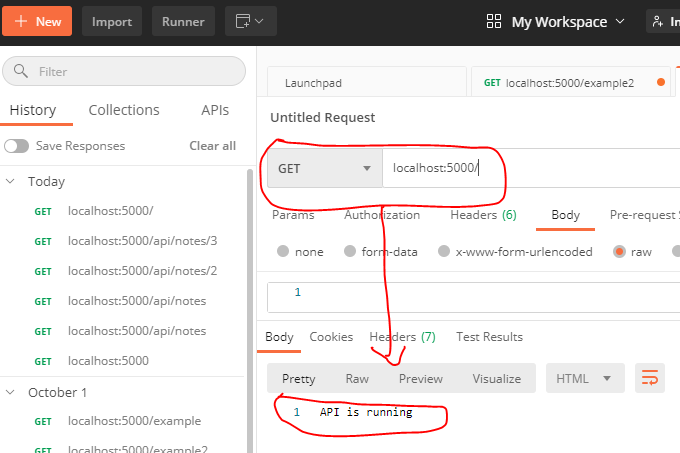 + New Import Runner My Workspace In
Filter
Launchpad GET localhost:5000/example2
History Collections APIs
Untitled Request
Save Responses Clear all
GET localhost:5000/
Today
GET localhost:5000/
Params Authorization Headers (6) Body Pre-request S
GET localhost:5000/api/notes/3
none form-data x-www-form-urlencoded raw
GET localhost:5000/api/notes/2
1
GET localhost:5000/api/notes
GET localhost:5000/api/notes
Body Cookies Headers (7) Test Results
GET localhost:5000
Pretty Raw Preview Visualize HTML
October 1
1 API is running
GET localhost:5000/example
GET localhost:5000/example2